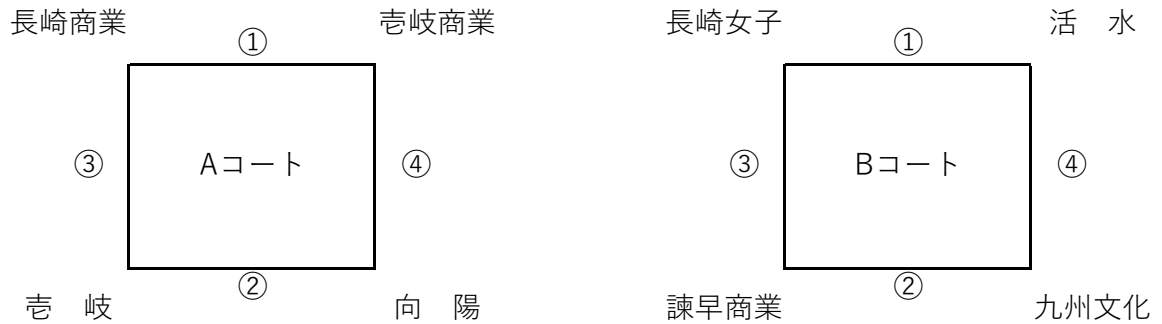 長崎商業 ① 壱岐商業 長崎女子 ① 活　水
③ Aコート ④ ③ Bコート ④
② ②
壱　岐 向　陽 諫早商業 九州文化